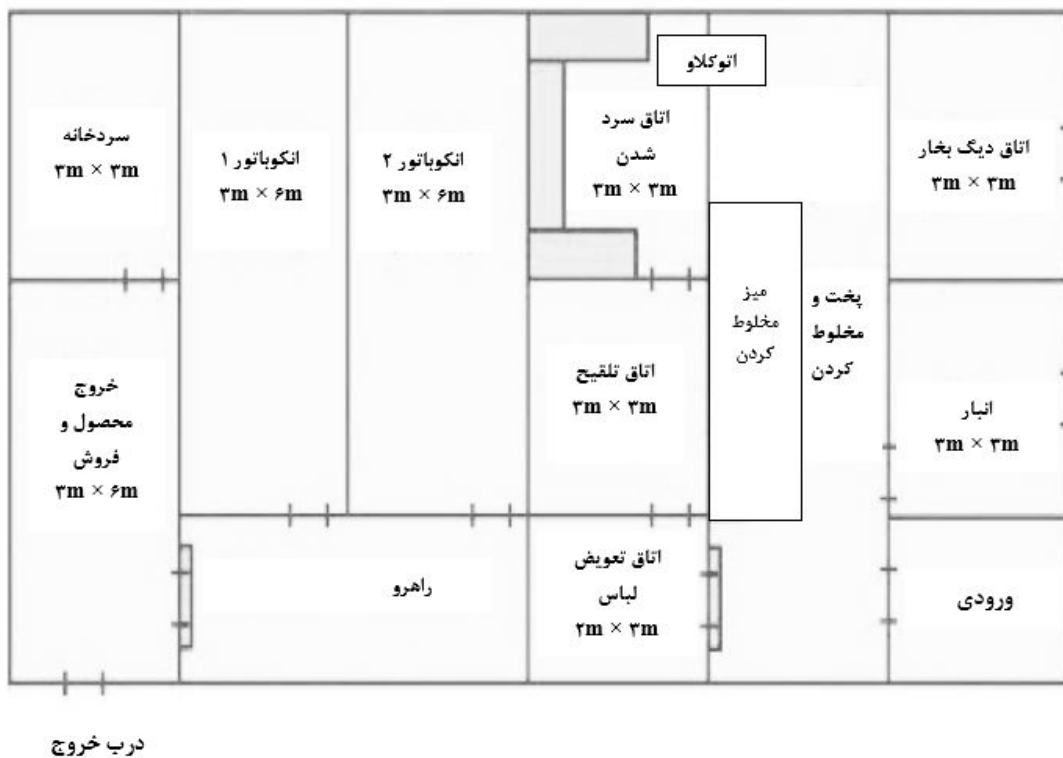 اتوکلاو
اتاق دیگ بخار
۳m × ۳m
اتاق سرد
شدن
۳m × ۳m
انکوباتور ۲
۳m × ۶m
انکوباتور ۱
۳m × ۶m
سردخانه
۳m × ۳m
پخت و
مخلوط
کردن
میز
مخلوط
کردن
انبار
۳m × ۳m
اتاق تلقیح
۳m × ۳m
خروج
محصول و
فروش
۳m × ۶m
ورودی
اتاق تعویض
لباس
۲m × ۳m
راهرو
درب خروج